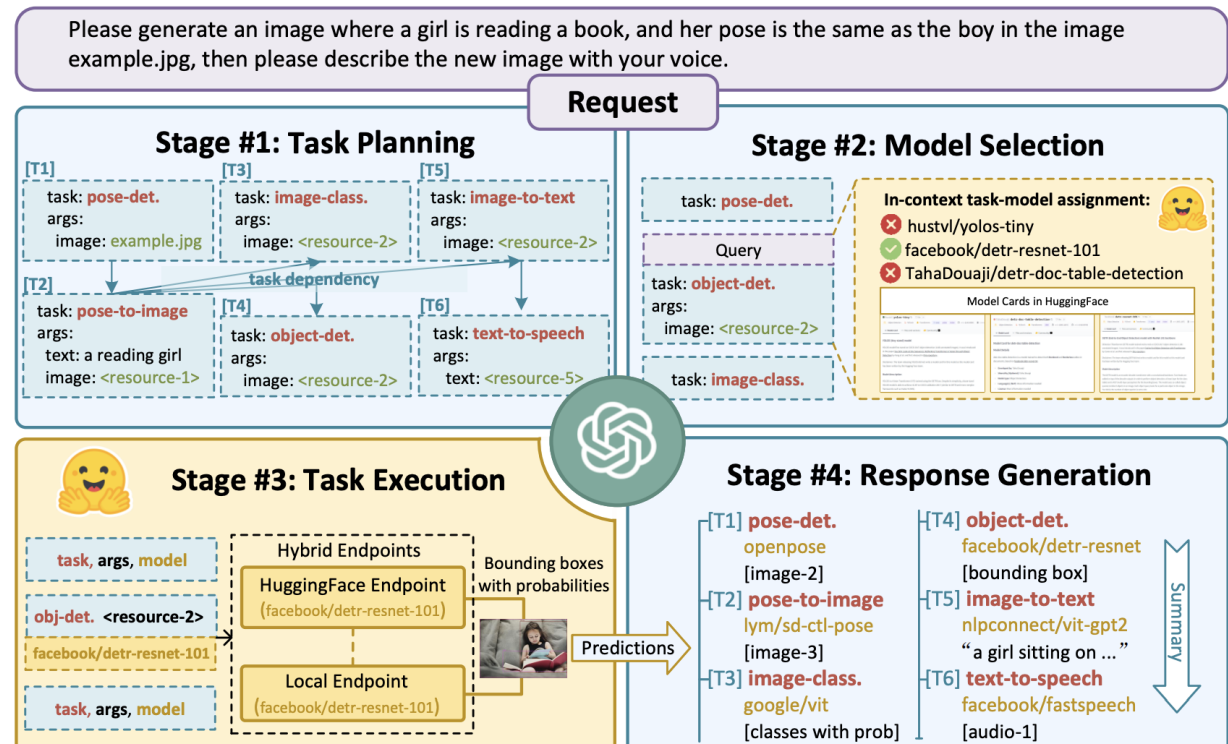 Please generate an image where a girl is reading a book, and her pose is the same as the boy in the image
example.jpg, then please describe the new image with your voice.
Request
Stage #1: Task Planning
[T1]
task: pose-det.
args:
image: example.jpg
[T3]
task: image-class.
args:
image: <resource-2>
[T5]
task: image-to-text
args:
image: <resource-2>
task dependency
[T2]
task: pose-to-image
args:
text: a reading girl
image: <resource-1>
[T4]
task: object-det.
args:
image: <resource-2>
[T6]
task: text-to-speech
args:
text: <resource-5>
Stage #2: Model Selection
task: pose-det.
Query
task: object-det.
args:
image: <resource-2>
task: image-class.
In-context task-model assignment:
hustvl/yolos-tiny
facebook/detr-resnet-101
TahaDouaji/detr-doc-table-detection
Model Cards in HuggingFace
Stage #3: Task Execution
task, args, model
obj-det. <resource-2>
facebook/detr-resnet-101
task, args, model
Hybrid Endpoints
HuggingFace Endpoint
(facebook/detr-resnet-101)
Local Endpoint
(facebook/detr-resnet-101)
Bounding boxes
with probabilities
Predictions
Stage #4: Response Generation
[T1] pose-det.
openpose
[image-2]
[T2] pose-to-image
lym/sd-ctl-pose
[image-3]
[T3] image-class.
google/vit
[classes with prob]
[T4] object-det.
facebook/detr-resnet
[bounding box]
[T5] image-to-text
nlpconnect/vit-gpt2
“a girl sitting on ...”
[T6] text-to-speech
facebook/fastspeech
[audio-1]
Summary